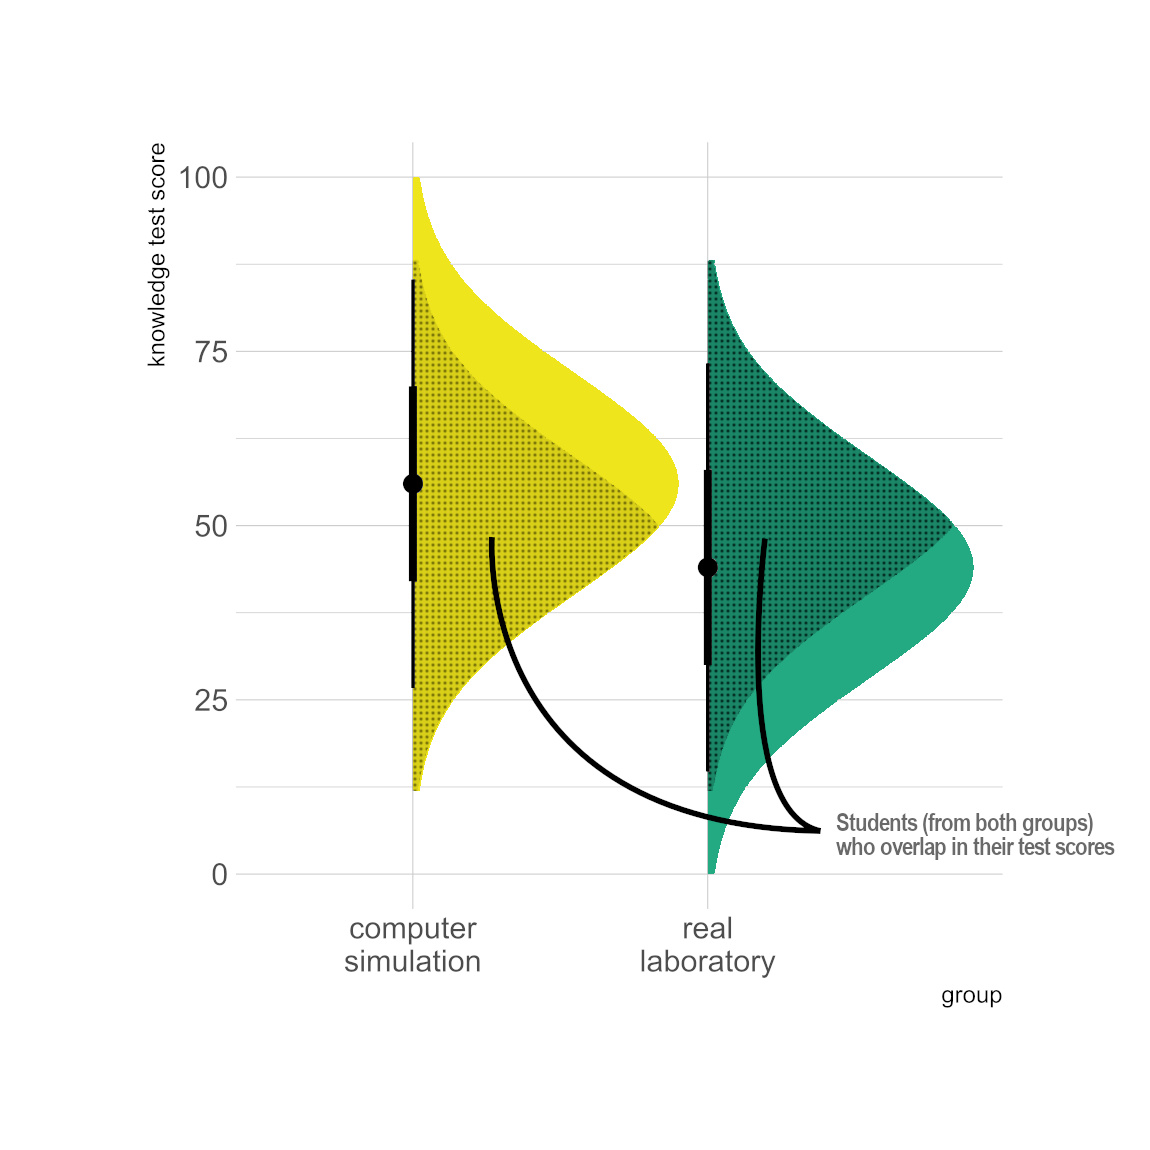 knowledge test score
100
75
50
25
0
Students (from both groups)
who overlap in their test scores
computer
simulation
real
laboratory
group